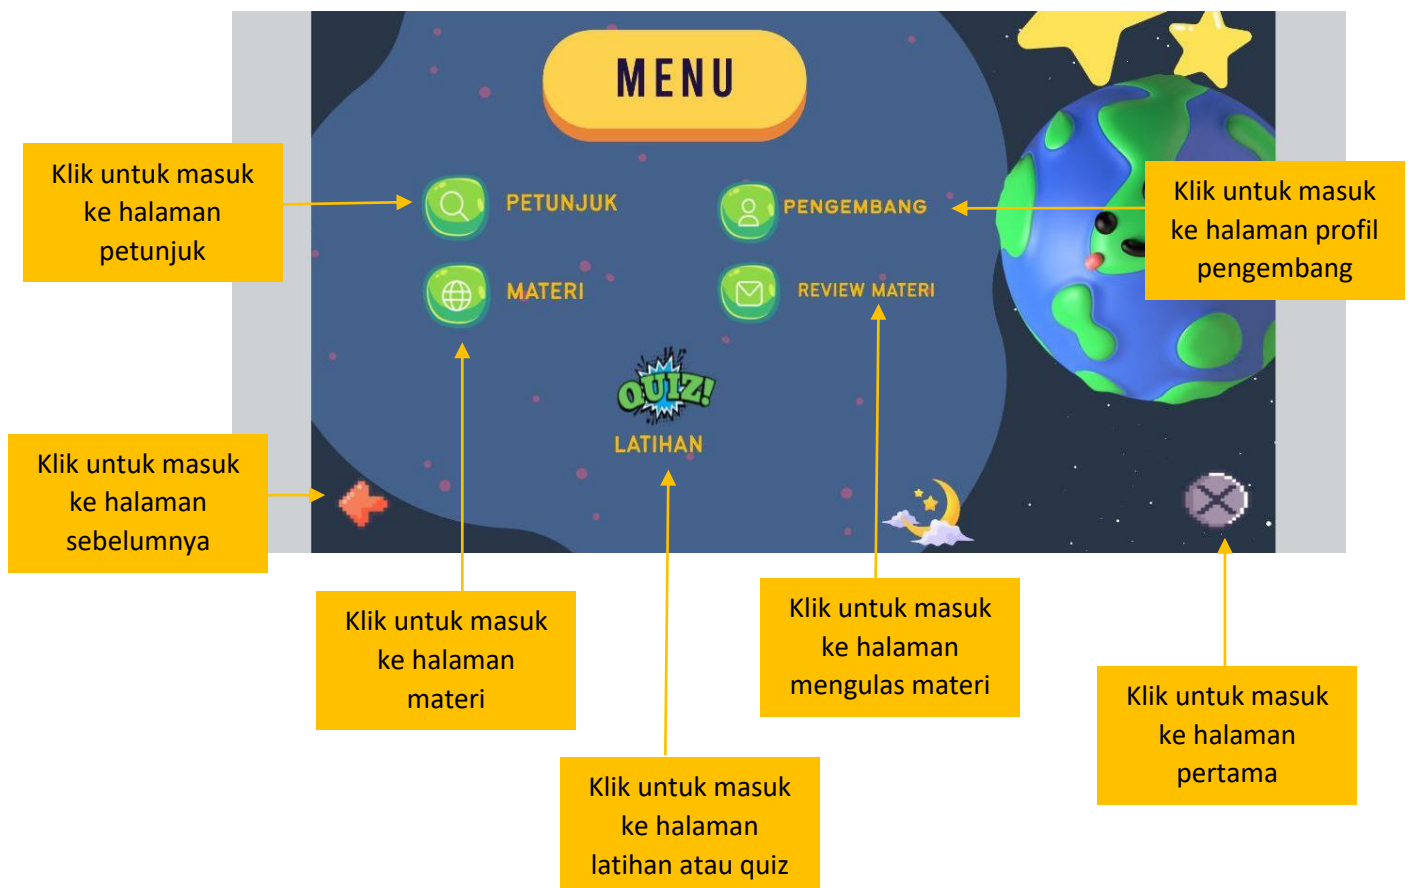 MENU
Klik untuk masuk
ke halaman
petunjuk
PETUNJUK
PENGEMBANG
Klik untuk masuk
ke halaman profil
pengembang
MATERI
REVIEW MATERI
QUIZ!
LATIHAN
Klik untuk masuk
ke halaman
sebelumnya
Klik untuk masuk
ke halaman
materi
Klik untuk masuk
ke halaman
mengulas materi
Klik untuk masuk
ke halaman
pertama
Klik untuk masuk
ke halaman
latihan atau quiz